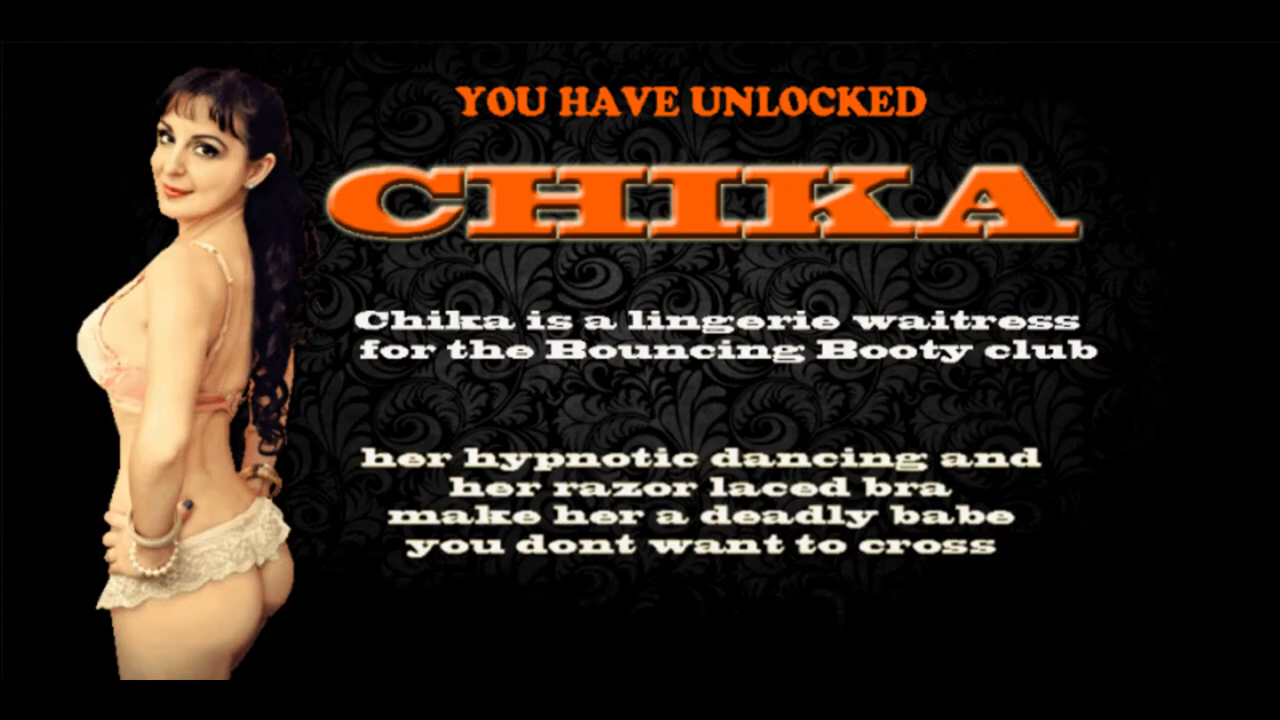 YOU HAVE UNLOCKED
CHIKA
Chika is a lingerie waitress
for the Bouncing Booty club
her hypnotic dancing and
her razor laced bra
make her a deadly babe
you dont want to cross